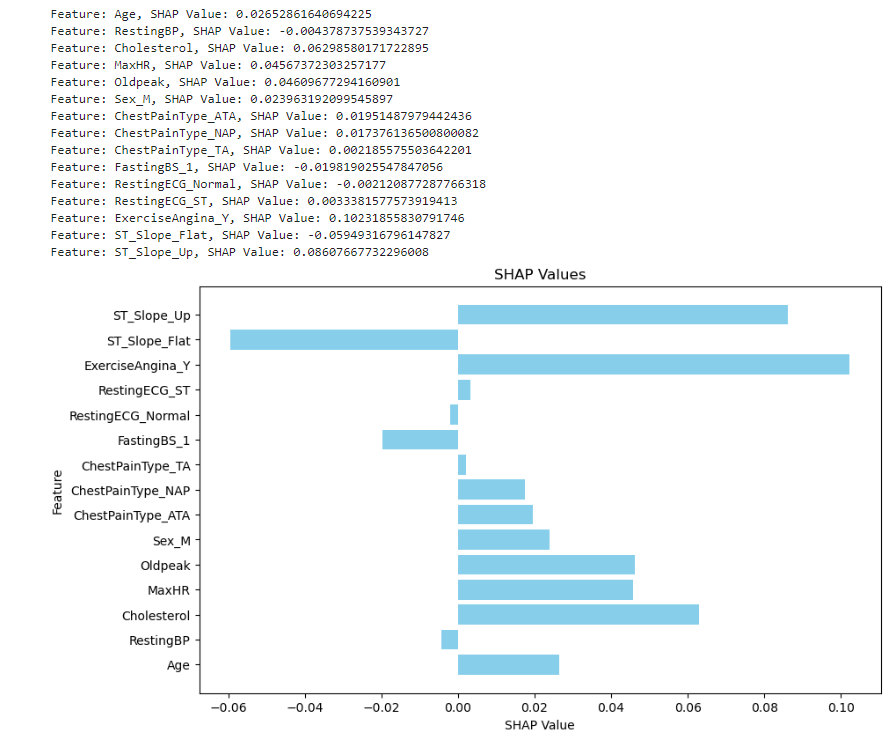 Feature: Age, SHAP Value: 0.02652861640694225
Feature: RestingBP, SHAP Value: -0.004378737539343727
Feature: Cholesterol, SHAP Value: 0.06298580171722895
Feature: MaxHR, SHAP Value: 0.04567372303257177
Feature: Oldpeak, SHAP Value: 0.04609677294160901
Feature: Sex_M, SHAP Value: 0.023963192099545897
Feature: ChestPainType_ATA, SHAP Value: 0.01951487979442436
Feature: ChestPainType_NAP, SHAP Value: 0.017376136500800082
Feature: ChestPainType_TA, SHAP Value: 0.002185575503642201
Feature: FastingBS_1, SHAP Value: -0.019819025547847056
Feature: RestingECG_Normal, SHAP Value: -0.002120877287766318
Feature: RestingECG_ST, SHAP Value: 0.0033381577573919413
Feature: ExerciseAngina_Y, SHAP Value: 0.10231855830791746
Feature: ST_Slope_Flat, SHAP Value: -0.05949316796147827
Feature: ST_Slope_Up, SHAP Value: 0.08607667732296008
SHAP Values
ST_Slope_Up
ST_Slope_Flat
ExerciseAngina_Y
RestingECG_ST
RestingECG_Normal
FastingBS_1
ChestPainType_TA
Feature
ChestPainType_NAP
ChestPainType_ATA
Sex_M
Oldpeak
MaxHR
Cholesterol
RestingBP
Age
−0.06 −0.04 −0.02 0.00 0.02 0.04 0.06 0.08 0.10
SHAP Value